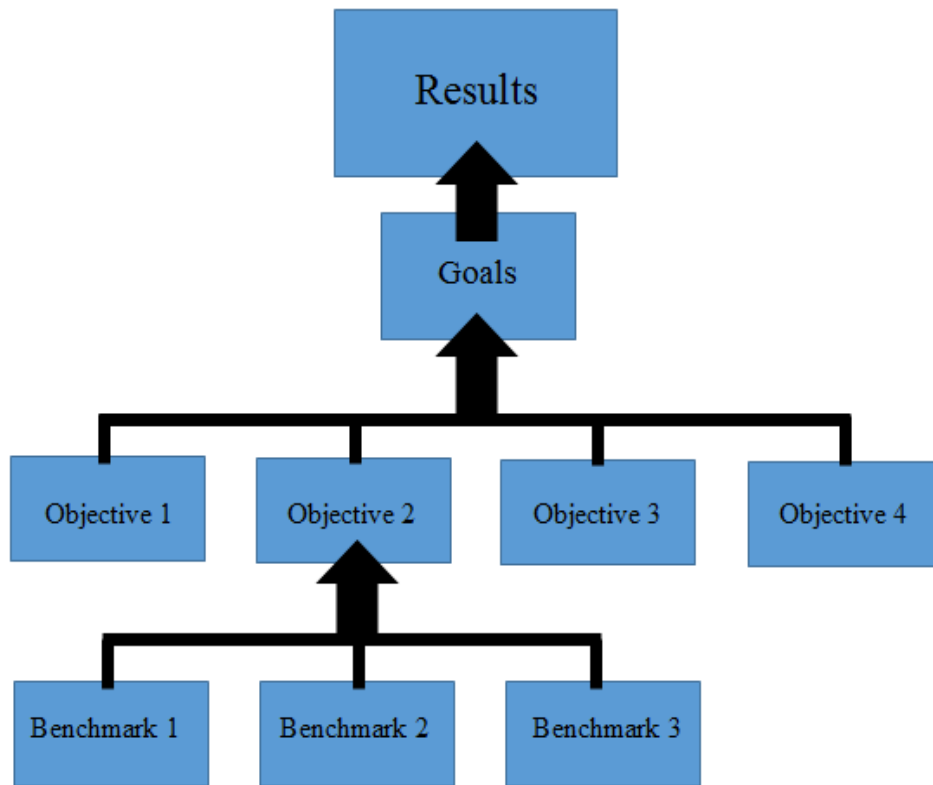 Results
Goals
Objective 1
Objective 2
Objective 3
Objective 4
Benchmark 1
Benchmark 2
Benchmark 3